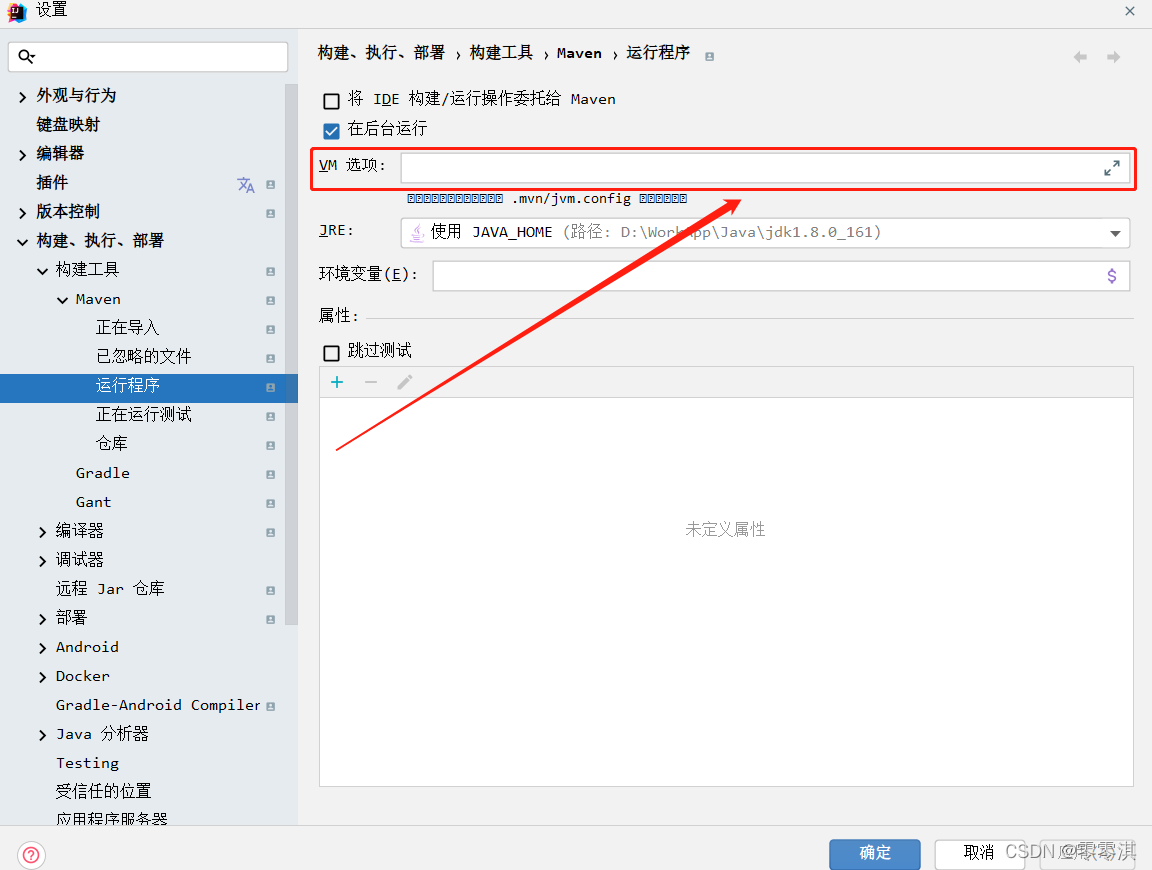 设置
外观与行为
键盘映射
编辑器
插件
版本控制
构建、执行、部署
构建工具
Maven
正在导入
已忽略的文件
运行程序
正在运行测试
仓库
Gradle
Gant
编译器
调试器
远程 Jar 仓库
部署
Android
Docker
Gradle-Android Compiler
Java 分析器
Testing
受信任的位置
应用程序服务器
构建、执行、部署 › 构建工具 › Maven › 运行程序
将 IDE 构建/运行操作委托给 Maven
在后台运行
VM 选项:
.mvn/jvm.config
JRE: 使用 JAVA_HOME (路径: D:\WorkApp\Java\jdk1.8.0_161)
环境变量(E):
属性:
跳过测试
未定义属性
确定
取消
CSDN @霏霏淇